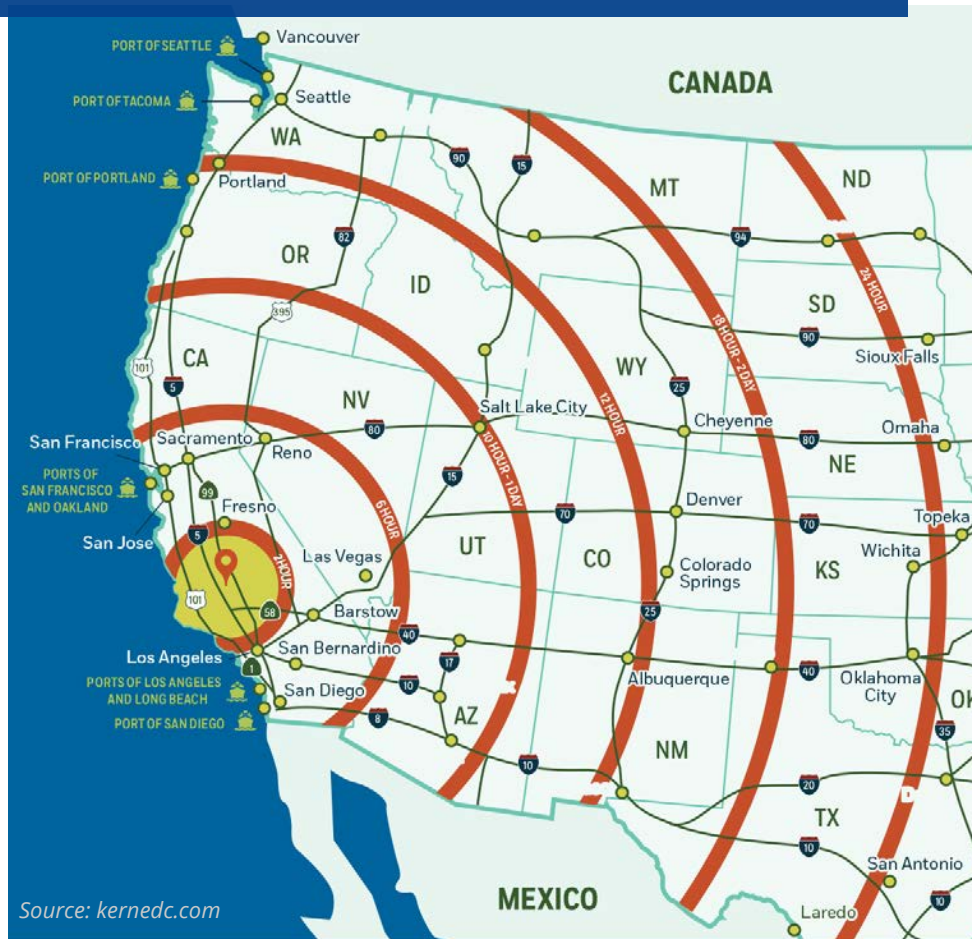 Vancouver
PORT OF SEATTLE
CANADA
PORT OF TACOMA
Seattle
WA
90
15
MT
ND
PORT OF PORTLAND
Portland
82
94
OR
ID
24 HOUR
SD
395
18 HOUR - 2 DAY
90
Sioux Falls
101
CA
5
WY
25
12 HOUR
NV
Salt Lake City
Cheyenne
Omaha
San Francisco
Sacramento
Reno
80
80
10 HOUR - 1 DAY
NE
PORTS OF
SAN FRANCISCO
AND OAKLAND
99
15
Denver
Fresno
6 HOUR
70
70
Topeka
San Jose
5
Las Vegas
UT
CO
Wichita
2 HOUR
Colorado
Springs
KS
101
58
Barstow
25
40
San Bernardino
17
Los Angeles
1
Albuquerque
40
Oklahoma
City
PORTS OF LOS ANGELES
AND LONG BEACH
San Diego
10
OK
PORT OF SAN DIEGO
8
AZ
35
NM
10
20
D
TX
10
San Antonio
MEXICO
10
Source: kernedc.com
Laredo